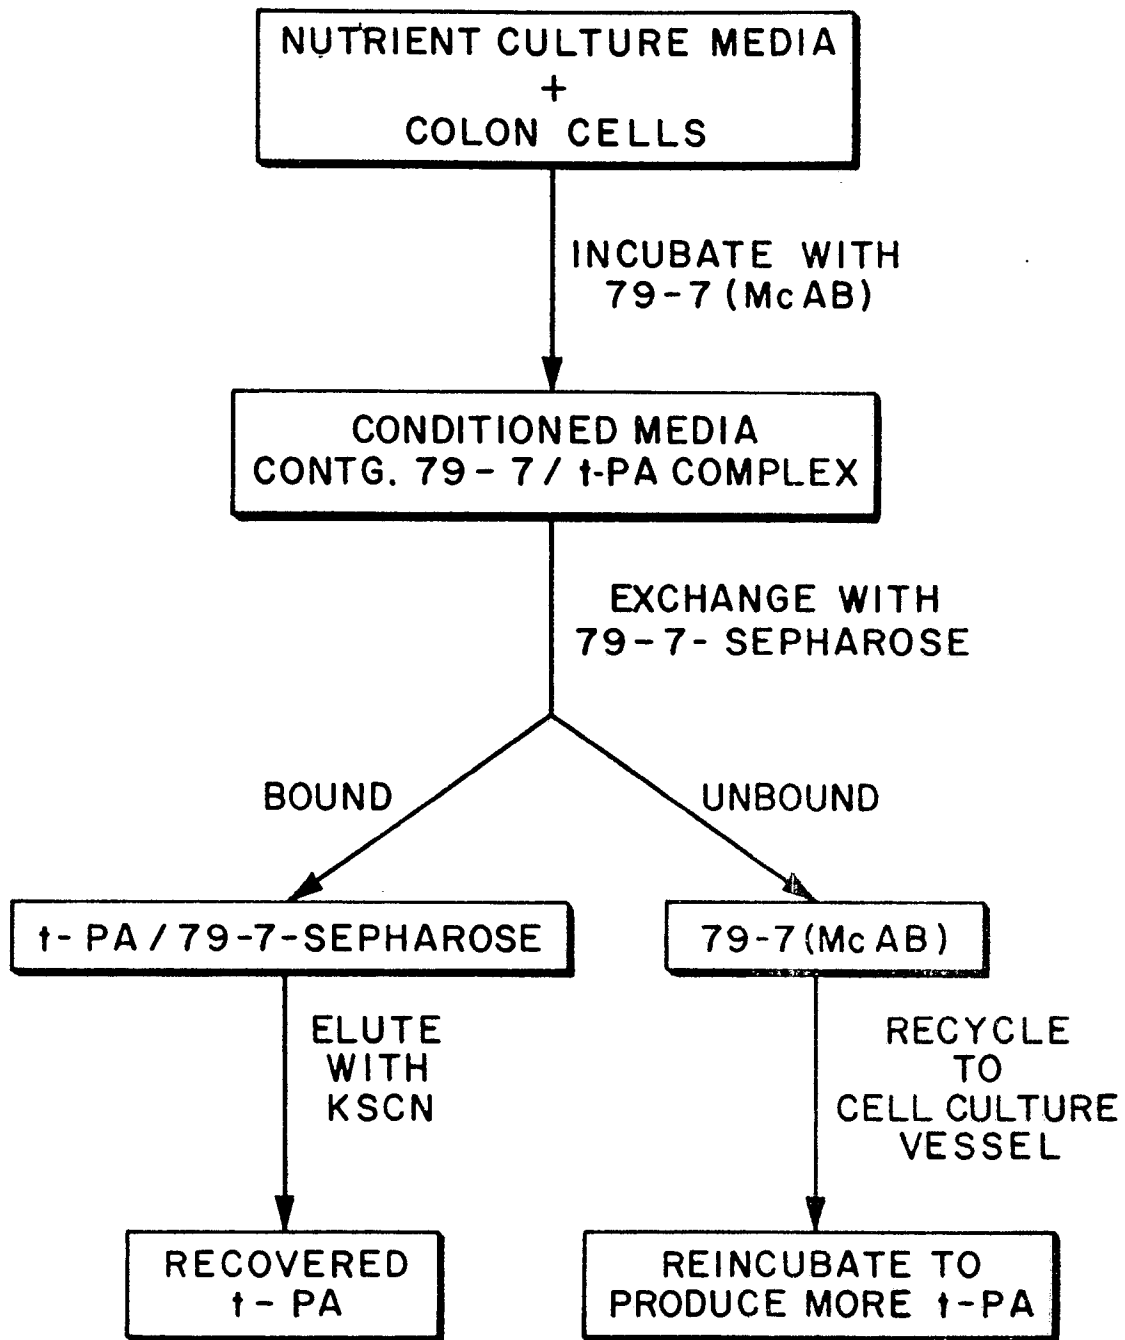 NUTRIENT CULTURE MEDIA
+
COLON CELLS
INCUBATE WITH
79-7 (McAB)
CONDITIONED MEDIA
CONTG. 79-7 / t-PA COMPLEX
EXCHANGE WITH
79-7- SEPHAROSE
BOUND
UNBOUND
t-PA / 79-7-SEPHAROSE
79-7 (McAB)
ELUTE
WITH
KSCN
RECYCLE
TO
CELL CULTURE
VESSEL
RECOVERED
t-PA
REINCUBATE TO
PRODUCE MORE t-PA